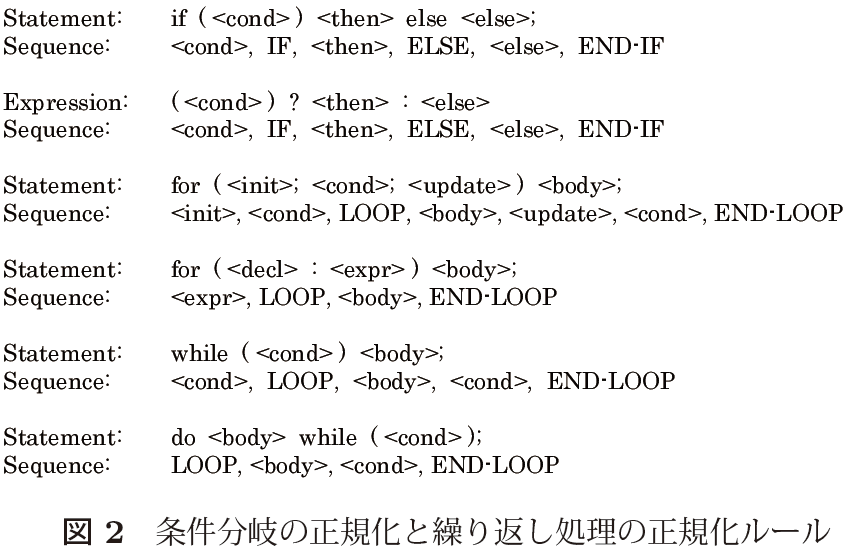 Statement: if (<cond>) <then> else <else>;
Sequence: <cond>, IF, <then>, ELSE, <else>, END-IF
Expression: (<cond>) ? <then> : <else>
Sequence: <cond>, IF, <then>, ELSE, <else>, END-IF
Statement: for (<init>; <cond>; <update>) <body>;
Sequence: <init>, <cond>, LOOP, <body>, <update>, <cond>, END-LOOP
Statement: for (<decl> : <expr>) <body>;
Sequence: <expr>, LOOP, <body>, END-LOOP
Statement: while (<cond>) <body>;
Sequence: <cond>, LOOP, <body>, <cond>, END-LOOP
Statement: do <body> while (<cond>);
Sequence: LOOP, <body>, <cond>, END-LOOP
図 2 条件分岐の正規化と繰り返し処理の正規化ルール